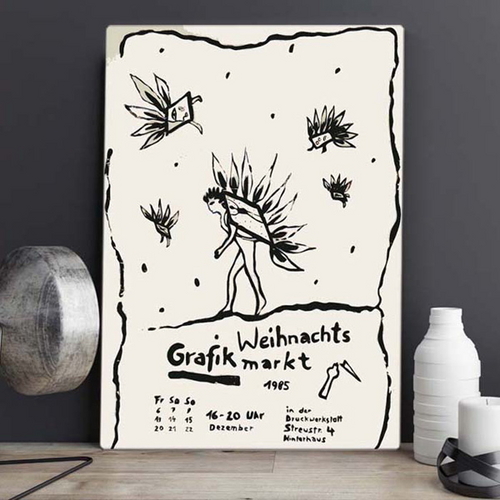 Weihnachts
Grafik markt
1985
Fr Sa So
6 7 8
13 14 15
20 21 22
16-20 Uhr
Dezember
in der
Druckwerkstatt
Streustr. 4
Hinterhaus